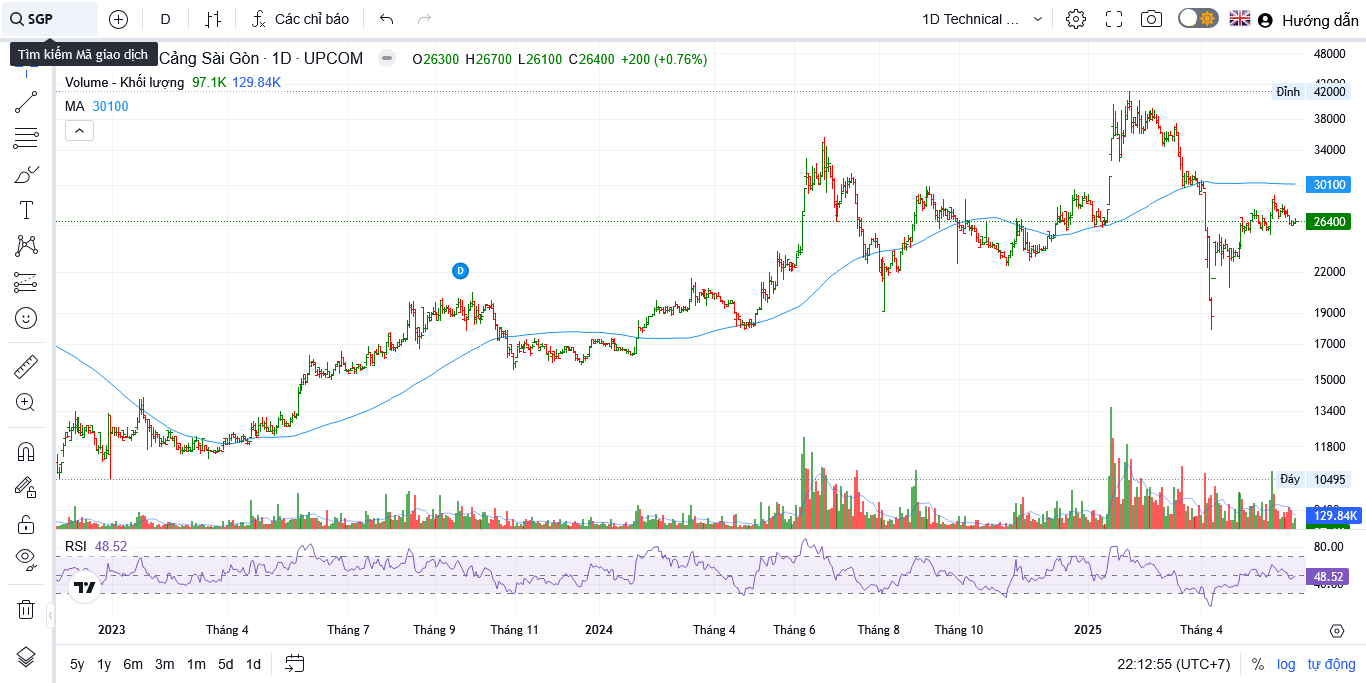 SGP
D
Các chỉ báo
1D Technical ...
Hướng dẫn
Tìm kiếm Mã giao dịch
Cảng Sài Gòn · 1D · UPCOM
O26300 H26700 L26100 C26400 +200 (+0.76%)
Volume - Khối lượng 97.1K 129.84K
MA 30100
48000
Đỉnh 42000
38000
34000
30100
26400
22000
19000
17000
15000
13400
11800
Đáy 10495
129.84K
D
RSI 48.52
80.00
48.52
2023 Tháng 4 Tháng 7 Tháng 9 Tháng 11 2024 Tháng 4 Tháng 6 Tháng 8 Tháng 10 2025 Tháng 4
5y 1y 6m 3m 1m 5d 1d
22:12:55 (UTC+7) % log tự động